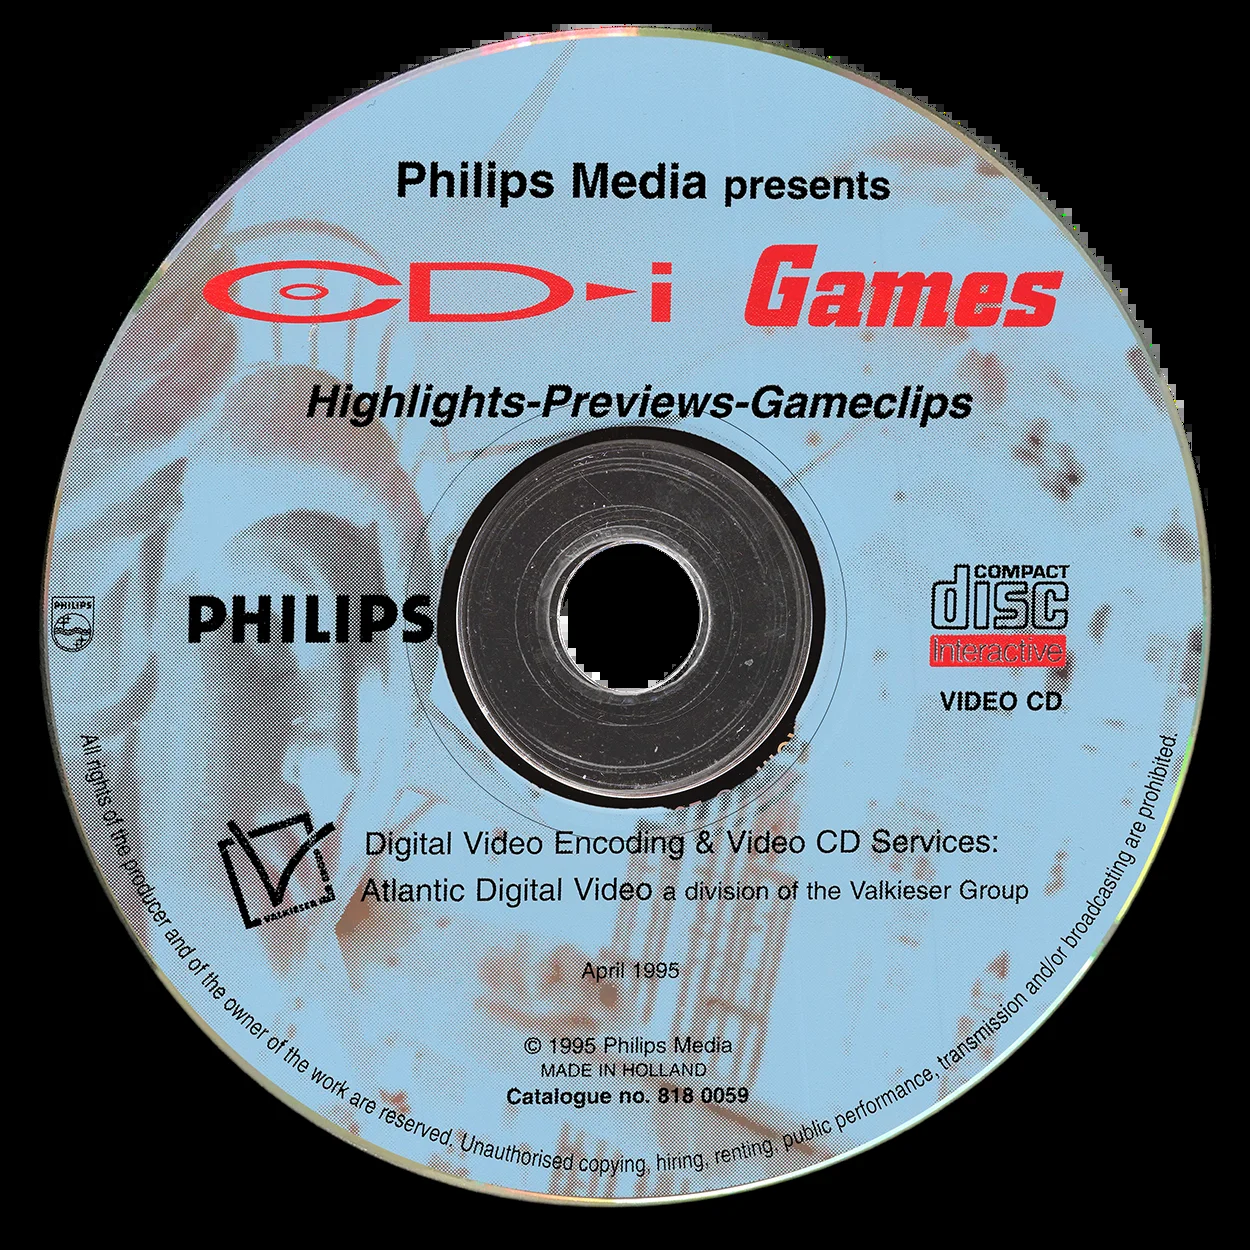 Philips Media presents
CD-i Games
Highlights-Previews-Gameclips
PHILIPS
PHILIPS
COMPACT
disc
Interactive
VIDEO CD
Digital Video Encoding & Video CD Services:
Atlantic Digital Video a division of the Valkieser Group
VALKIESER
April 1995
© 1995 Philips Media
MADE IN HOLLAND
Catalogue no. 818 0059
All rights of the producer and of the owner of the work are reserved. Unauthorised copying, hiring, renting, public performance, transmission and/or broadcasting are prohibited.